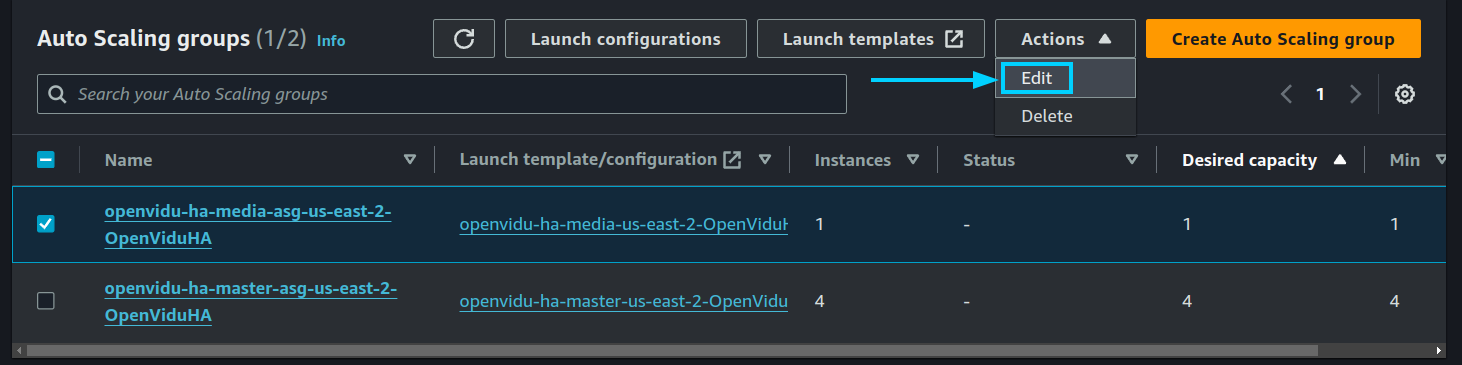 Auto Scaling groups (1/2) Info Launch configurations Launch templates Actions Create Auto Scaling group
Search your Auto Scaling groups Edit 1
Delete
Name Launch template/configuration Instances Status Desired capacity Min
openvidu-ha-media-asg-us-east-2-
OpenViduHA openvidu-ha-media-us-east-2-OpenViduH 1 - 1 1
openvidu-ha-master-asg-us-east-2-
OpenViduHA openvidu-ha-master-us-east-2-OpenVidu 4 - 4 4